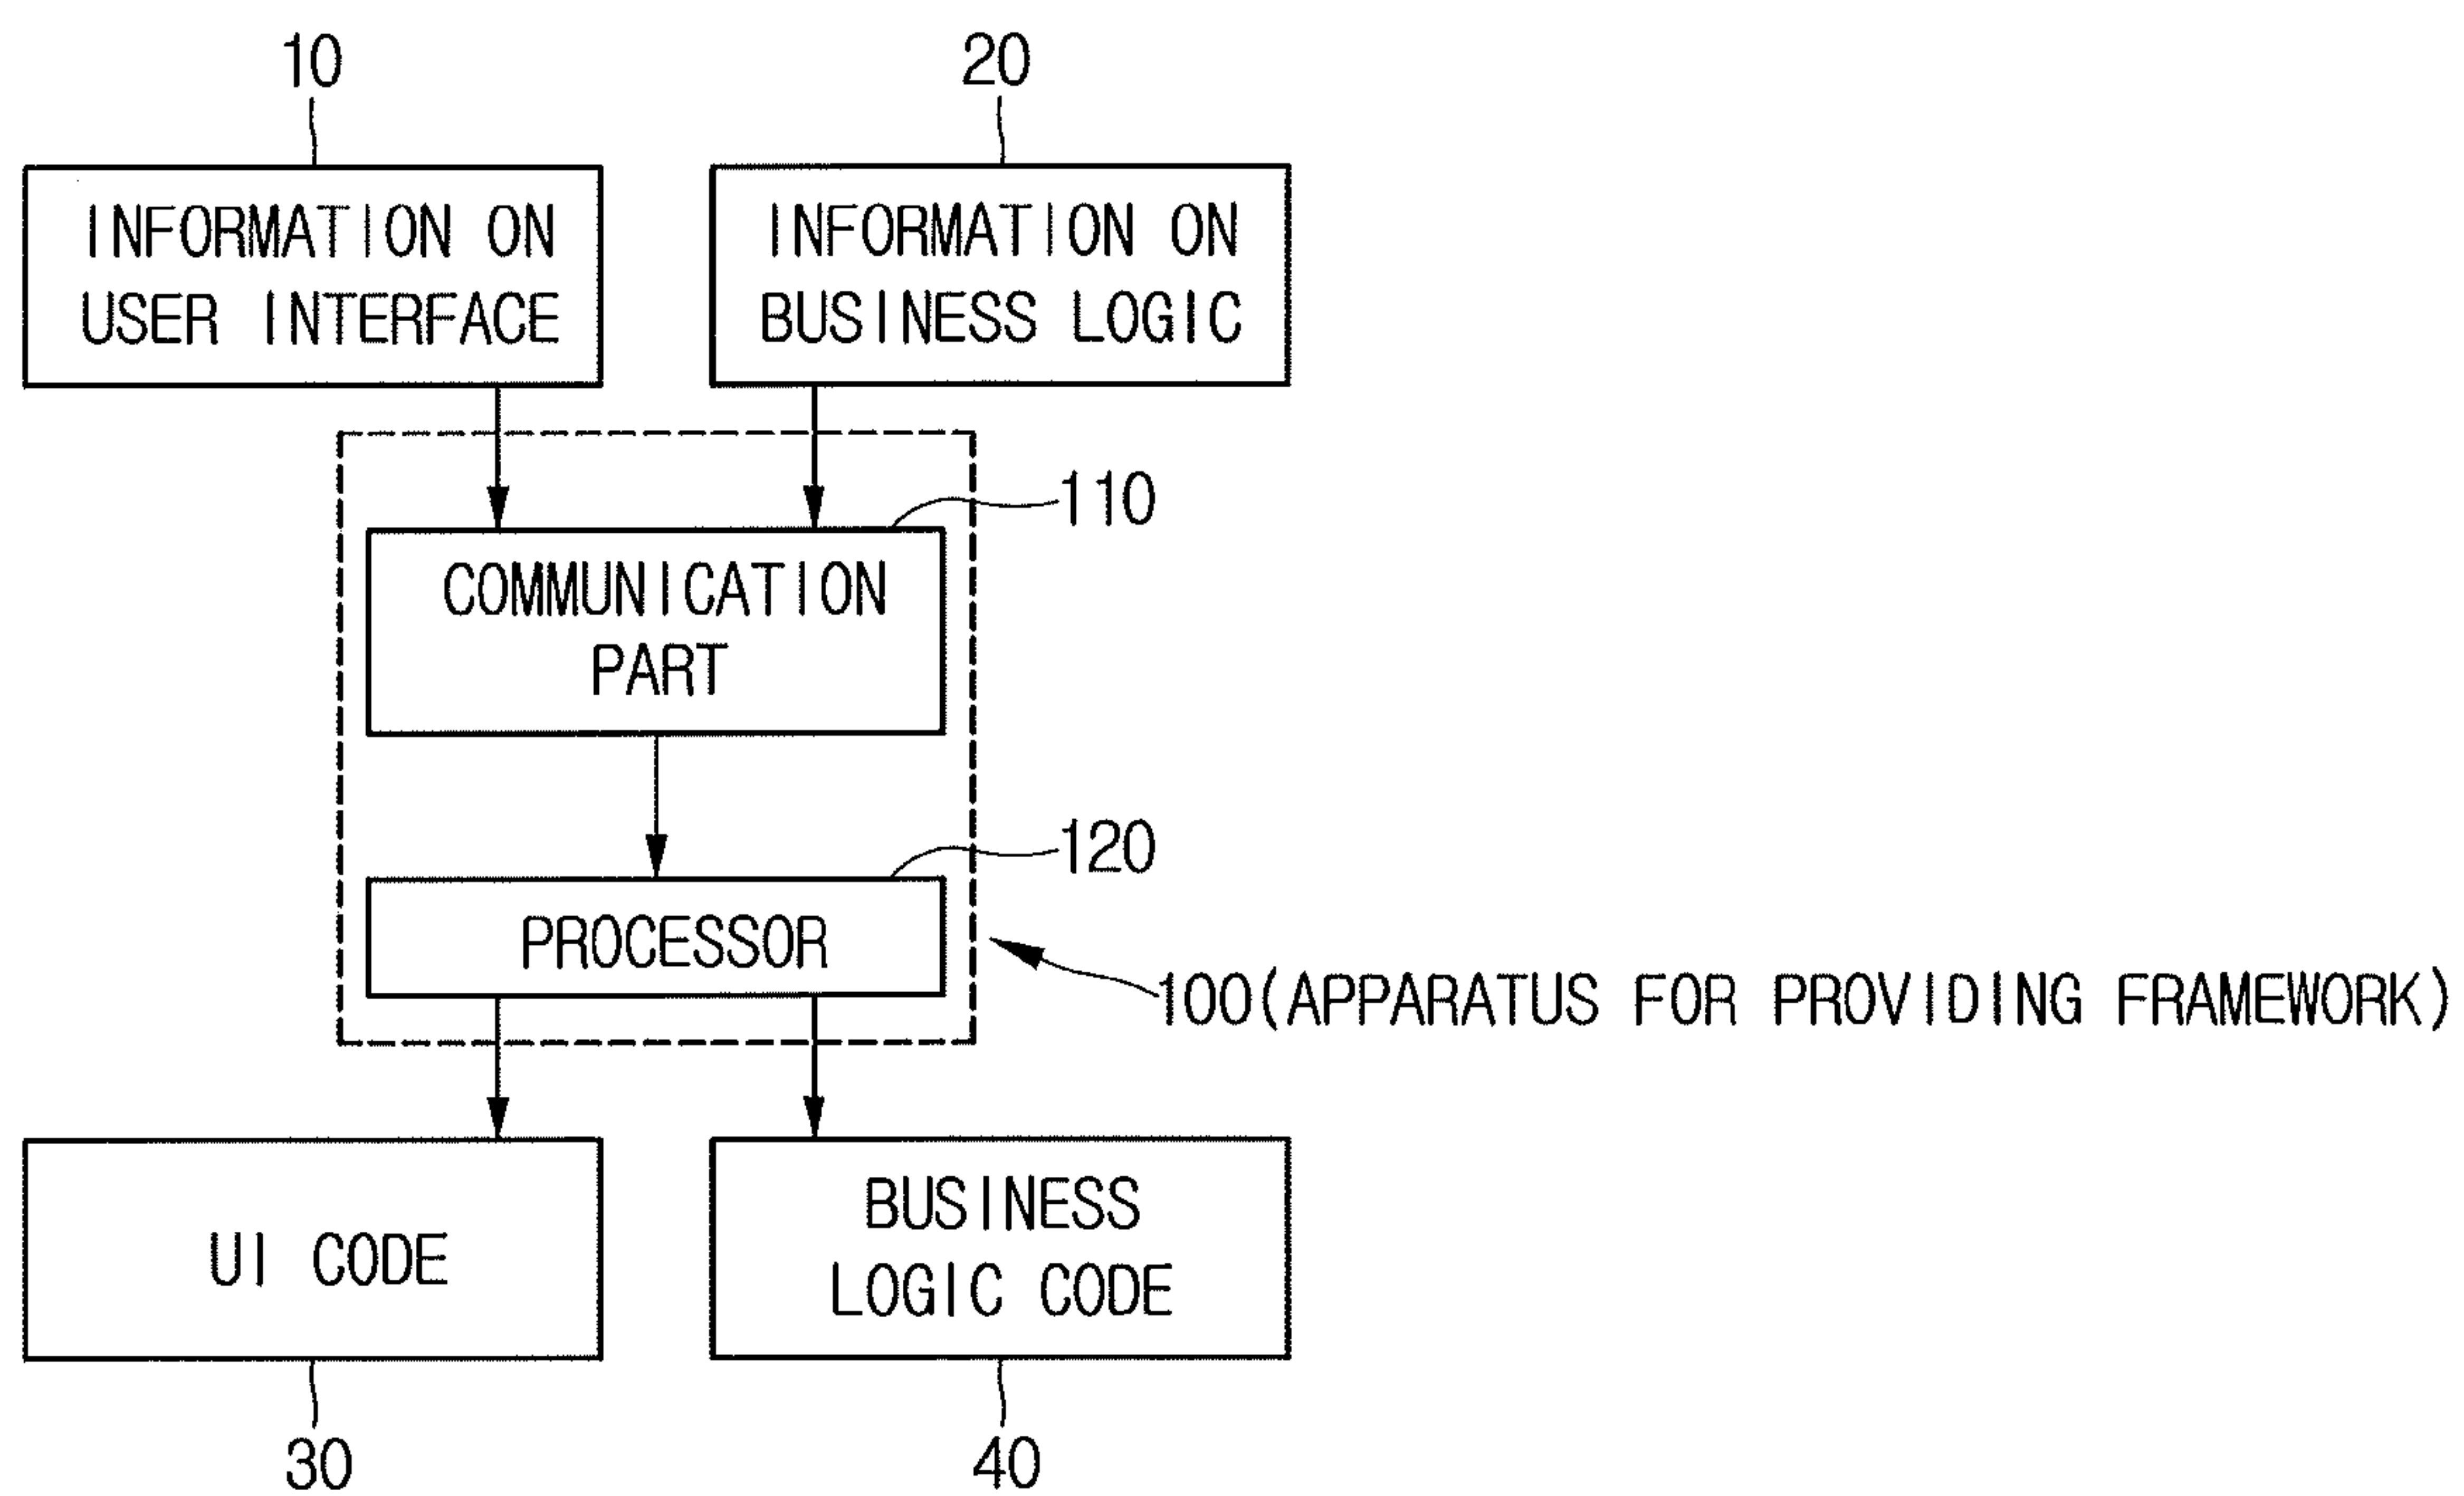 10
20
INFORMATION ON
USER INTERFACE
INFORMATION ON
BUSINESS LOGIC
110
COMMUNICATION
PART
120
PROCESSOR
100(APPARATUS FOR PROVIDING FRAMEWORK)
UI CODE
BUSINESS
LOGIC CODE
30
40